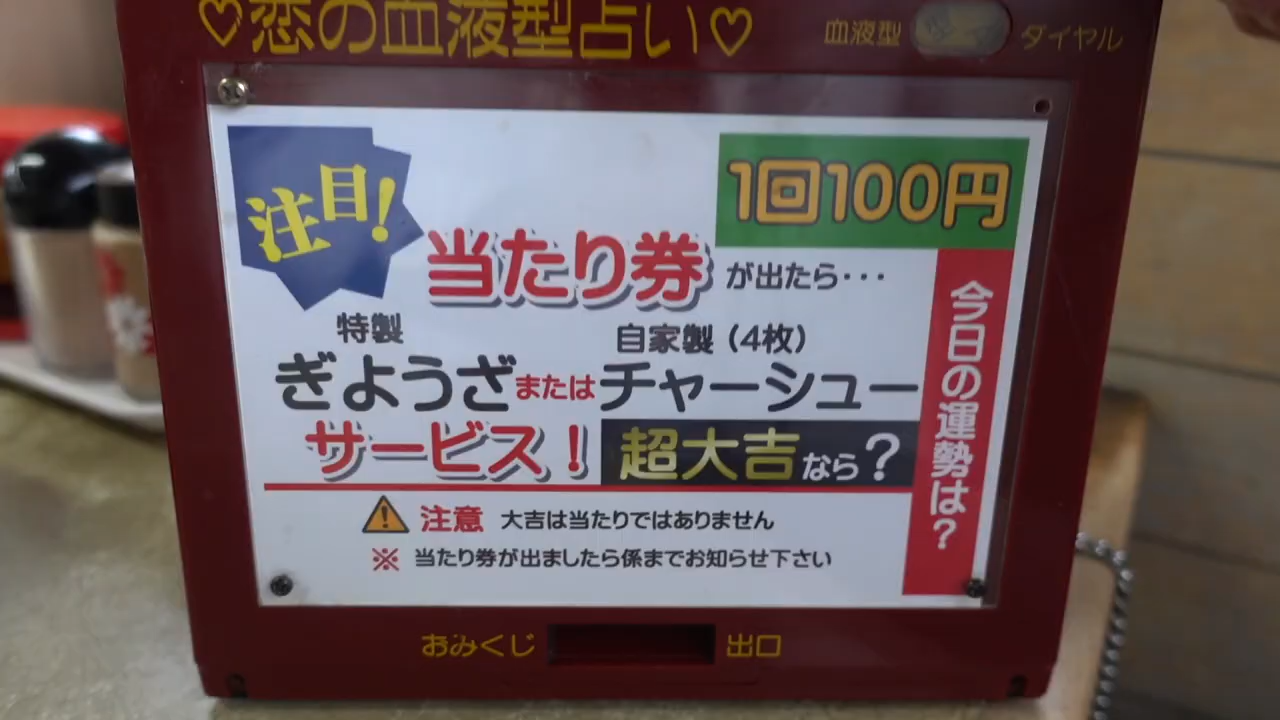 ♡恋の血液型占い♡
血液型
ダイヤル
注目!
1回100円
当たり券が出たら・・・
特製
自家製（4枚）
ぎょうざまたはチャーシュー
サービス！
超大吉なら？
今日の運勢は？
⚠注意 大吉は当たりではありません
※ 当たり券が出ましたら係までお知らせ下さい
おみくじ
出口